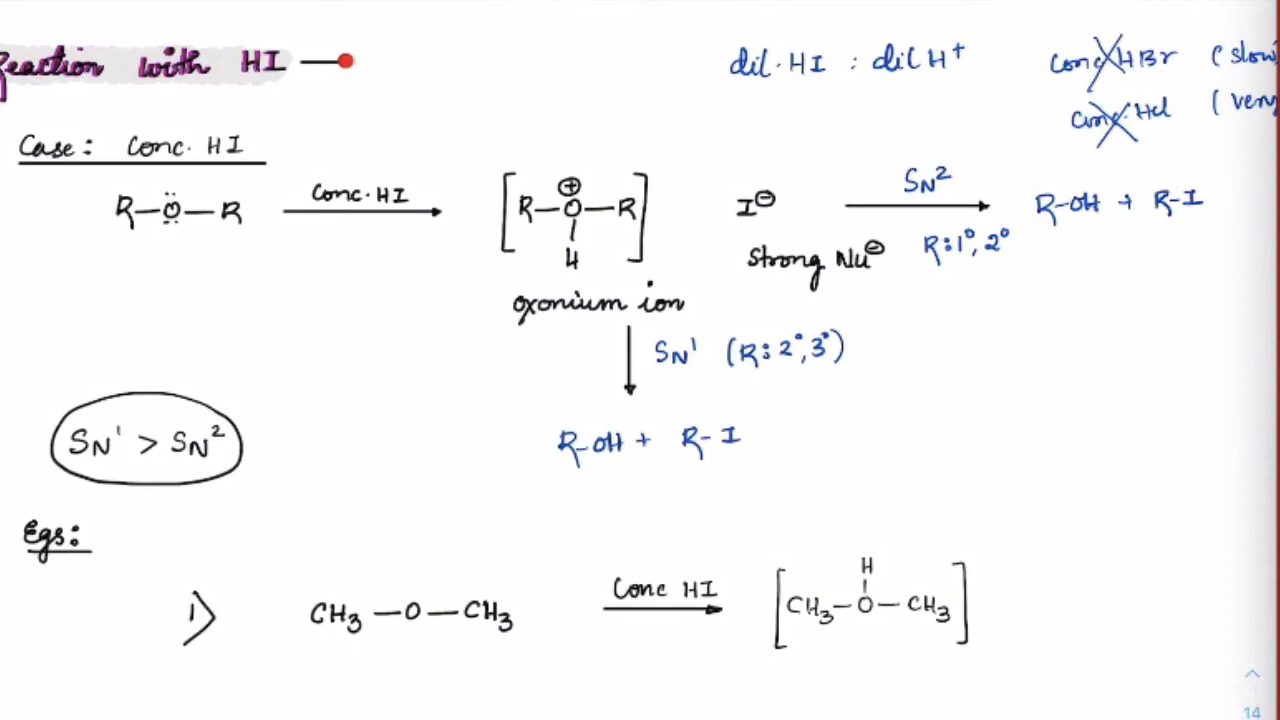 Reaction with HI
dil. HI : dil H⁺
conc HBr (slow
conc. HCl (very
Case: Conc. HI
R–O–R
Conc. HI
[R–O–R]
⊕
H
I⊖
SN²
R: 1°, 2°
R–OH + R–I
Strong Nu⊖
oxonium ion
SN¹ (R: 2°, 3°)
SN¹ > SN²
R–OH + R–I
Egs:
1) CH₃–O–CH₃
Conc HI
H
[CH₃–O–CH₃]
14